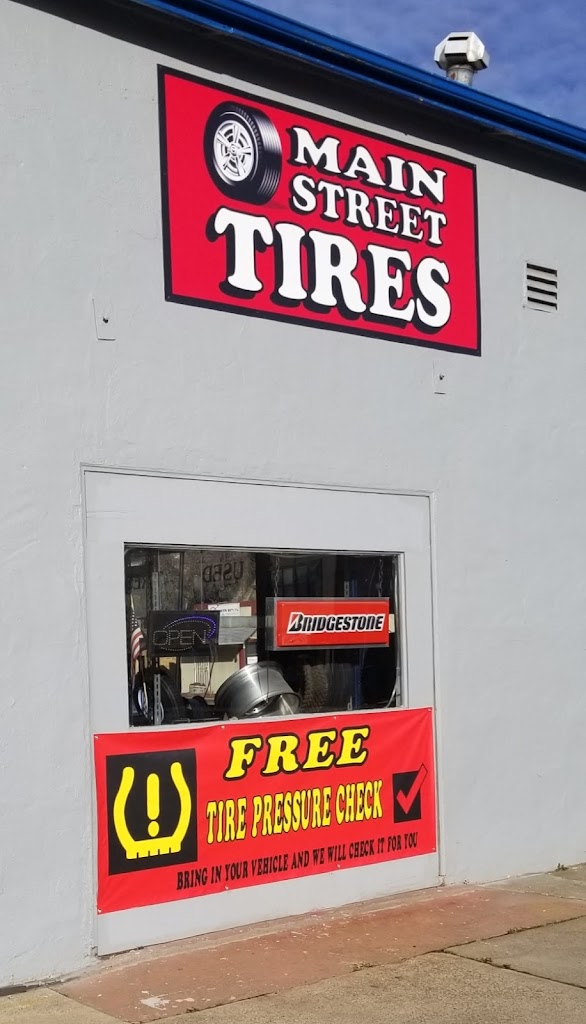 MAIN
STREET
TIRES
USED
OPEN
BRIDGESTONE
FREE
TIRE PRESSURE CHECK
BRING IN YOUR VEHICLE AND WE WILL CHECK IT FOR YOU